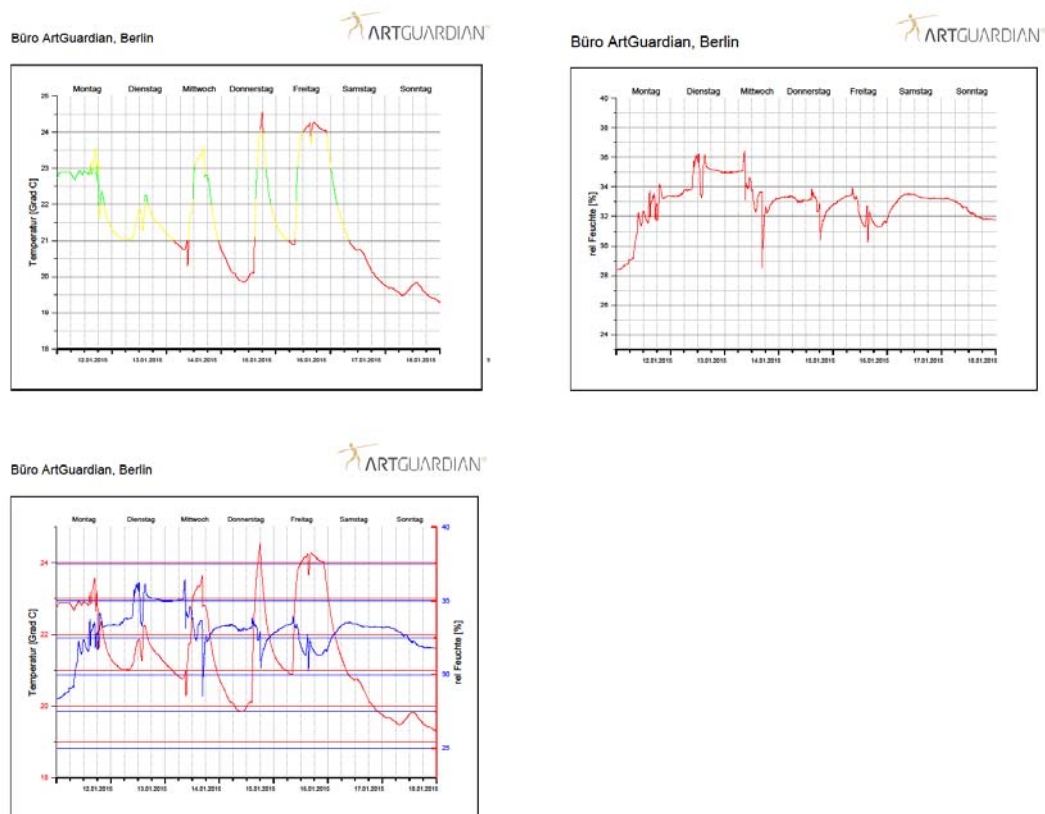 Büro ArtGuardian, Berlin
ARTGUARDIAN
Montag Dienstag Mittwoch Donnerstag Freitag Samstag Sonntag
25
24
23
22
21
20
19
18
Temperatur [Grad C]
12.01.2015 13.01.2015 14.01.2015 15.01.2015 16.01.2015 17.01.2015 18.01.2015
Büro ArtGuardian, Berlin
ARTGUARDIAN
Montag Dienstag Mittwoch Donnerstag Freitag Samstag Sonntag
40
38
36
34
32
30
28
26
24
rel Feuchte [%]
12.01.2015 13.01.2015 14.01.2015 15.01.2015 16.01.2015 17.01.2015 18.01.2015
Büro ArtGuardian, Berlin
ARTGUARDIAN
Montag Dienstag Mittwoch Donnerstag Freitag Samstag Sonntag
24
22
20
18
Temperatur [Grad C]
40
35
30
25
rel Feuchte [%]
12.01.2015 13.01.2015 14.01.2015 15.01.2015 16.01.2015 17.01.2015 18.01.2015